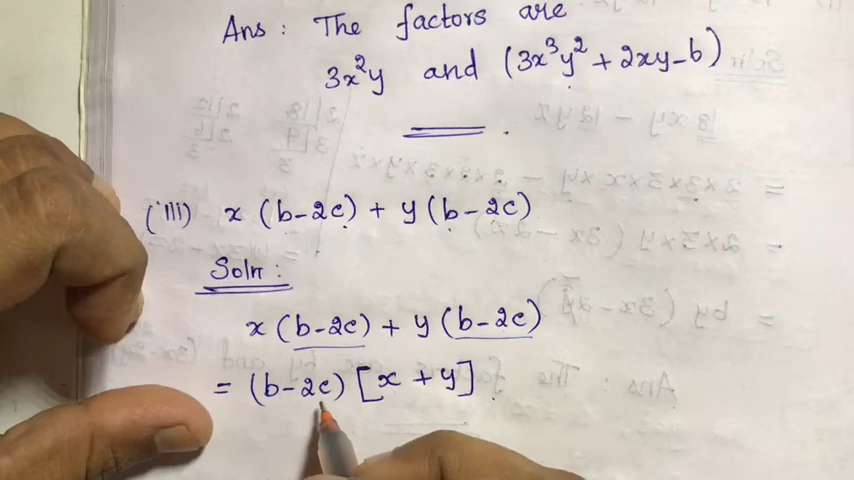 Ans : The factors are
3x²y and (3x³y² + 2xy - b)
(iii) x (b-2c) + y (b-2c)
Soln :
x (b-2c) + y (b-2c)
= (b-2c) [x + y]